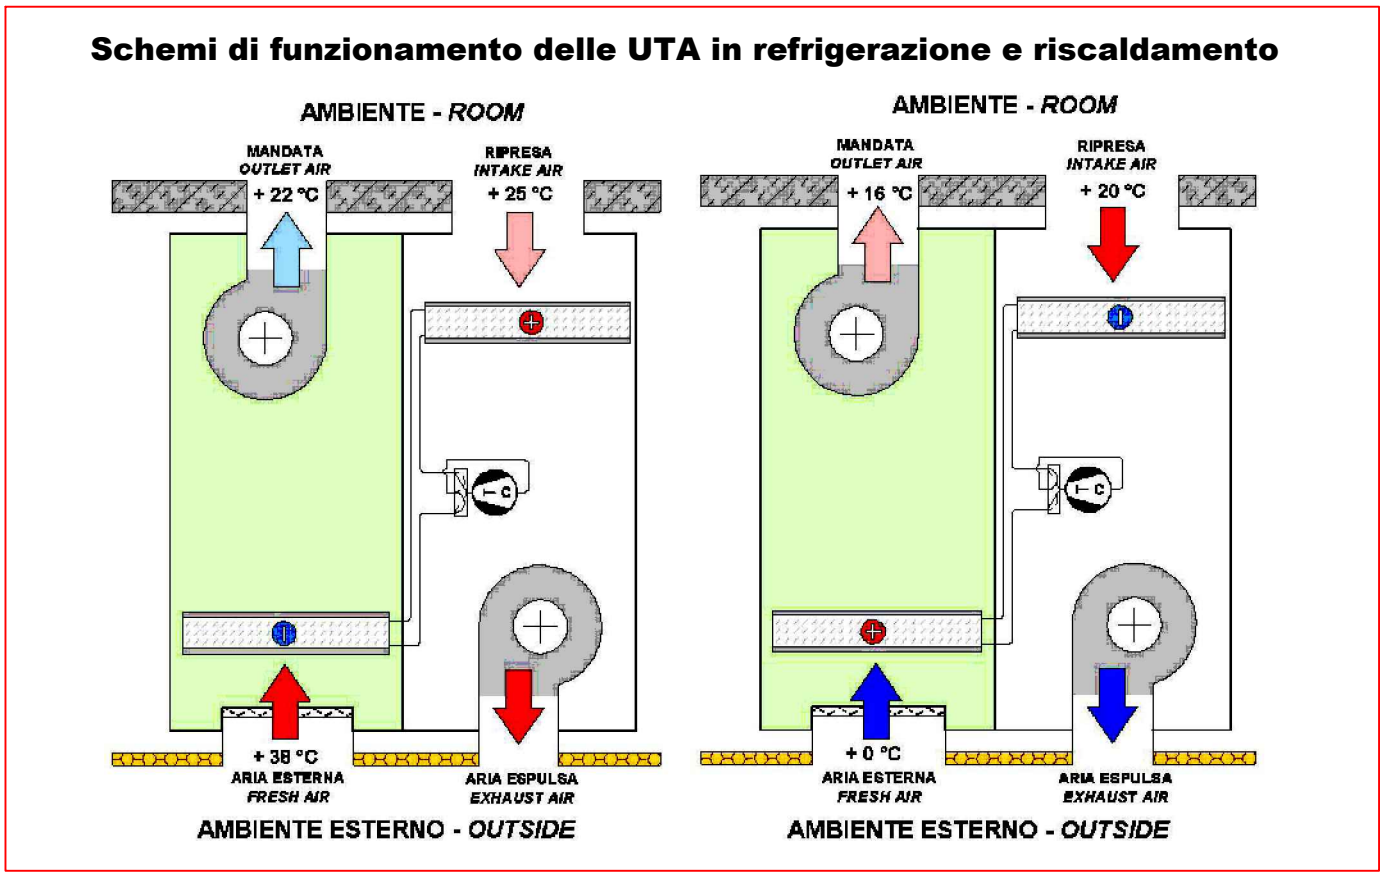 Schemi di funzionamento delle UTA in refrigerazione e riscaldamento
AMBIENTE - ROOM
MANDATA
OUTLET AIR
+ 22 °C
RIPRESA
INTAKE AIR
+ 25 °C
T C
+ 38 °C
ARIA ESTERNA
FRESH AIR
ARIA ESPULSA
EXHAUST AIR
AMBIENTE ESTERNO - OUTSIDE
AMBIENTE - ROOM
MANDATA
OUTLET AIR
+ 16 °C
RIPRESA
INTAKE AIR
+ 20 °C
T C
+ 0 °C
ARIA ESTERNA
FRESH AIR
ARIA ESPULSA
EXHAUST AIR
AMBIENTE ESTERNO - OUTSIDE